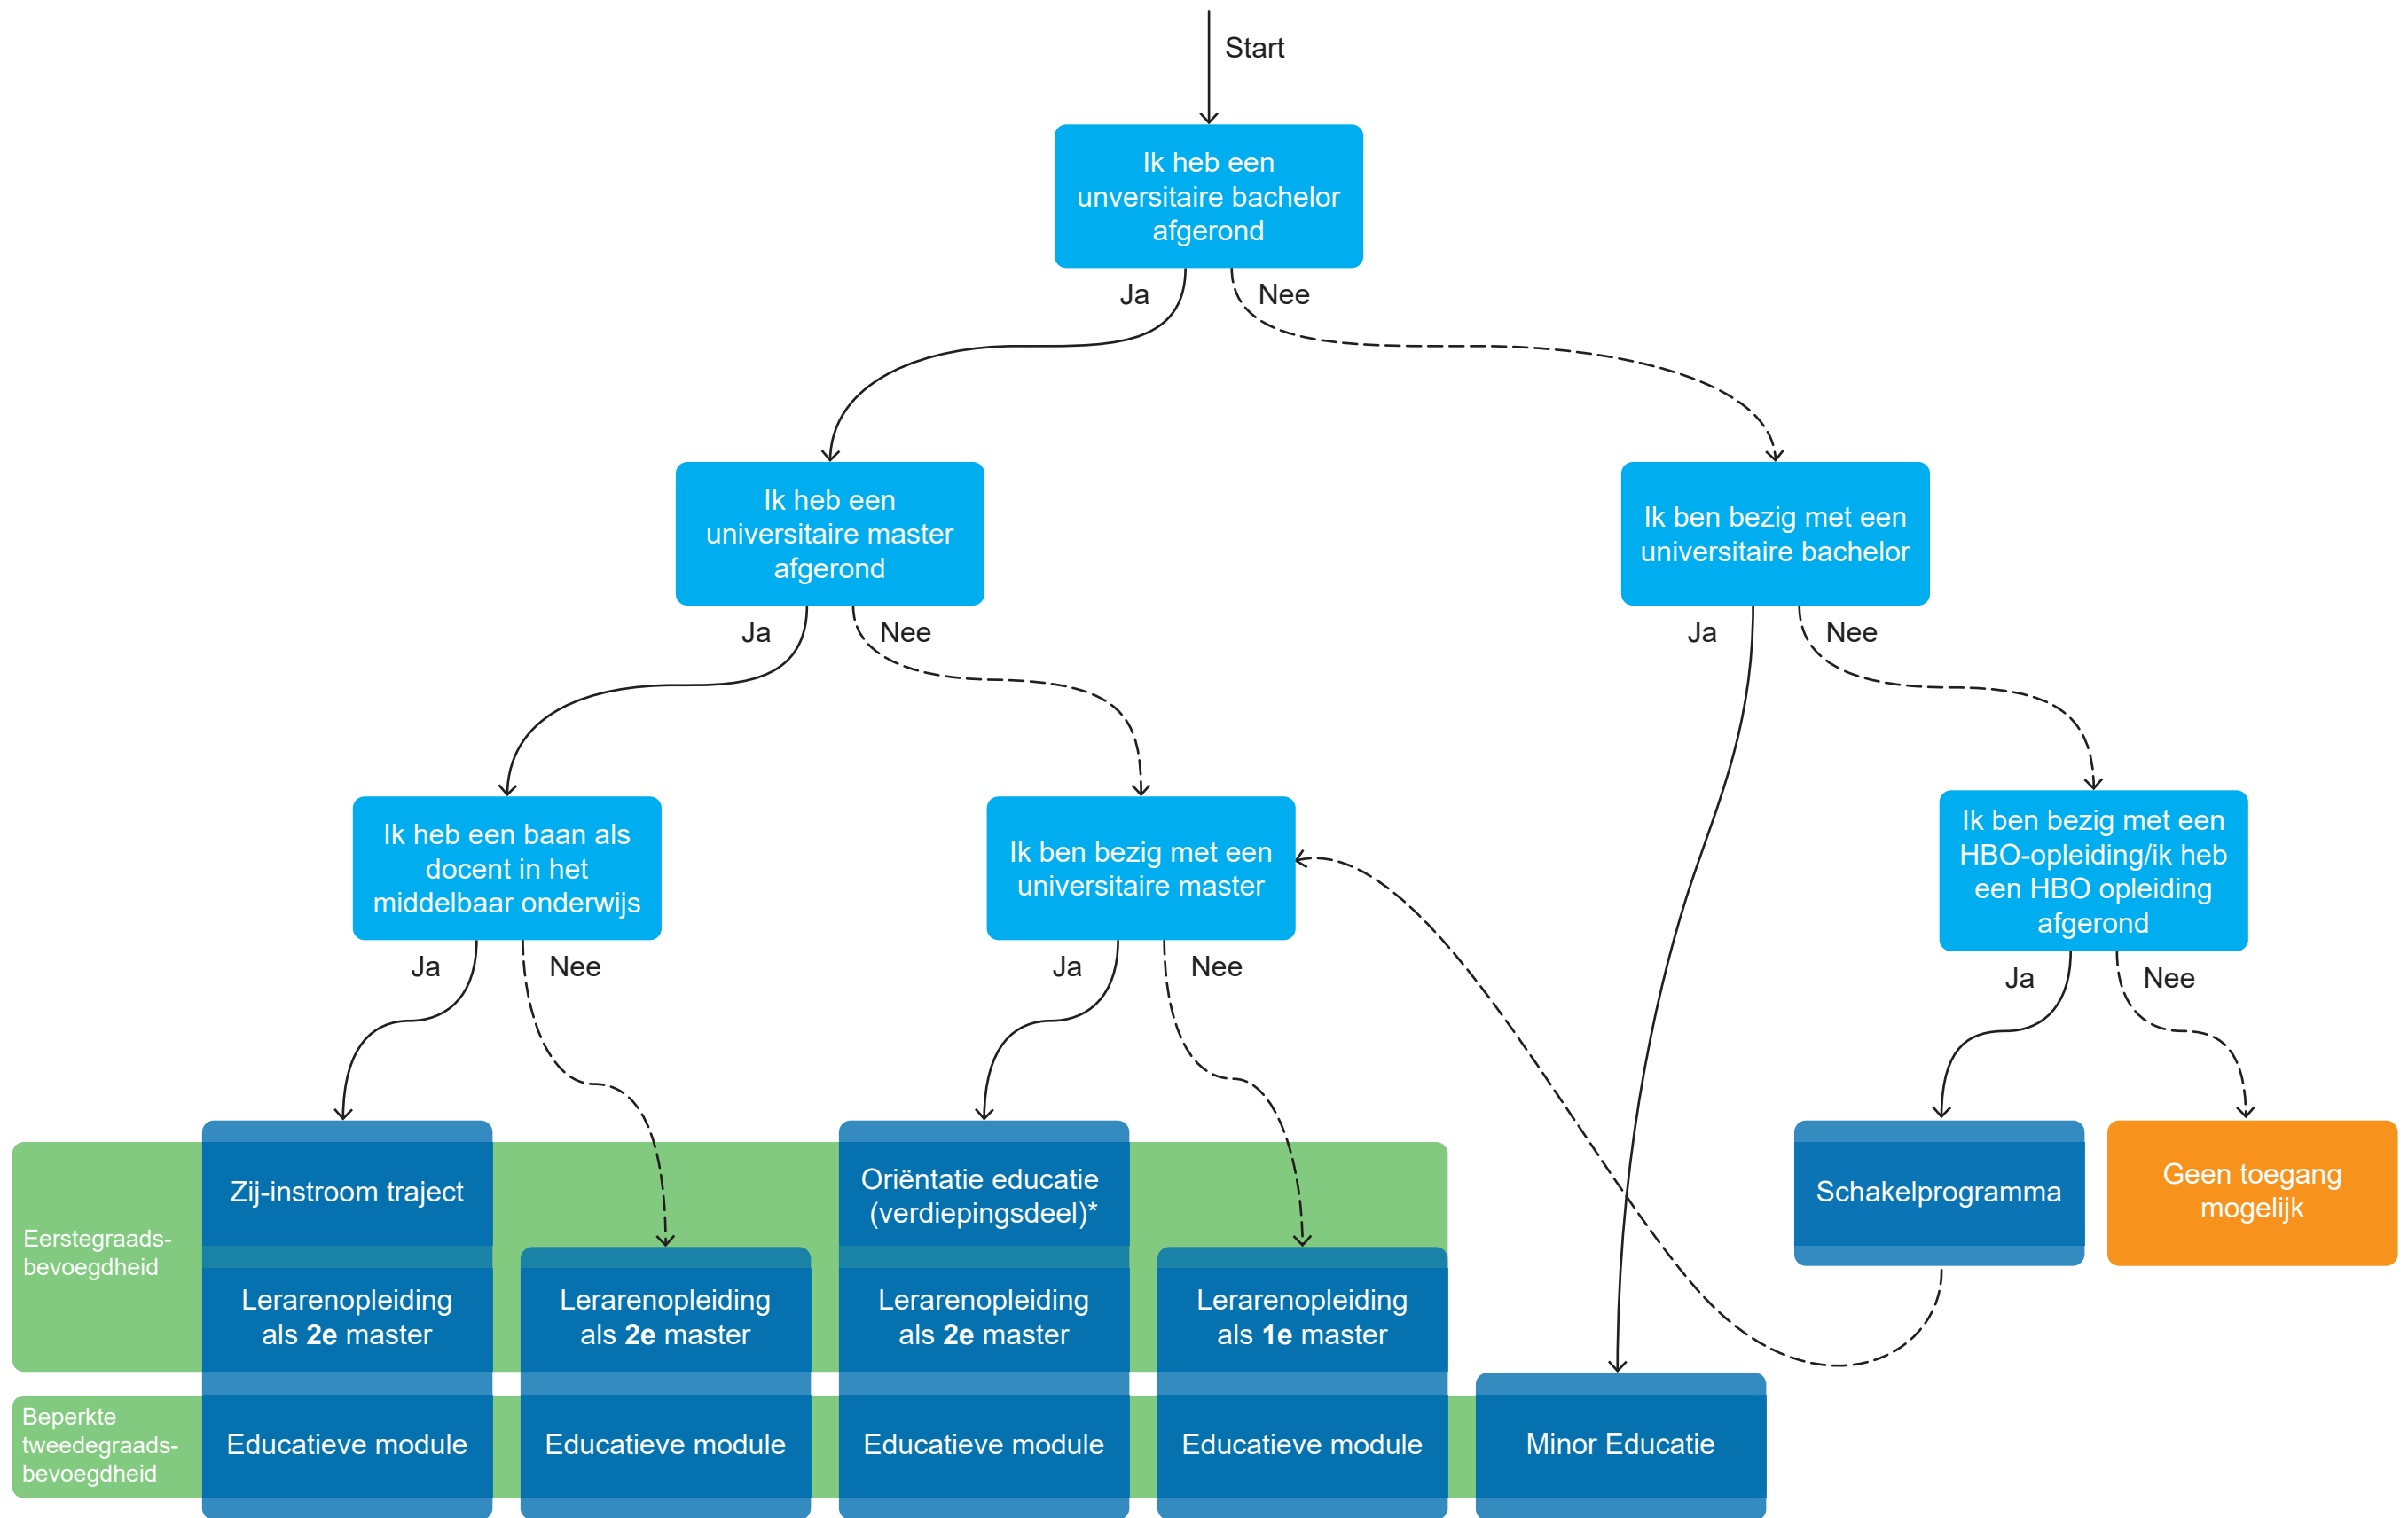 Start
Ik heb een
unversitaire bachelor
afgerond
Ja
Nee
Ik heb een
universitaire master
afgerond
Ik ben bezig met een
universitaire bachelor
Ja
Nee
Ja
Nee
Ik heb een baan als
docent in het
middelbaar onderwijs
Ik ben bezig met een
universitaire master
Ik ben bezig met een
HBO-opleiding/ik heb
een HBO opleiding
afgerond
Ja
Nee
Ja
Nee
Ja
Nee
Eerstegraads-
bevoegdheid
Zij-instroom traject
Oriëntatie educatie
(verdiepingsdeel)*
Schakelprogramma
Geen toegang
mogelijk
Lerarenopleiding
als 2e master
Lerarenopleiding
als 2e master
Lerarenopleiding
als 2e master
Lerarenopleiding
als 1e master
Beperkte
tweedegraads-
bevoegdheid
Educatieve module
Educatieve module
Educatieve module
Educatieve module
Minor Educatie